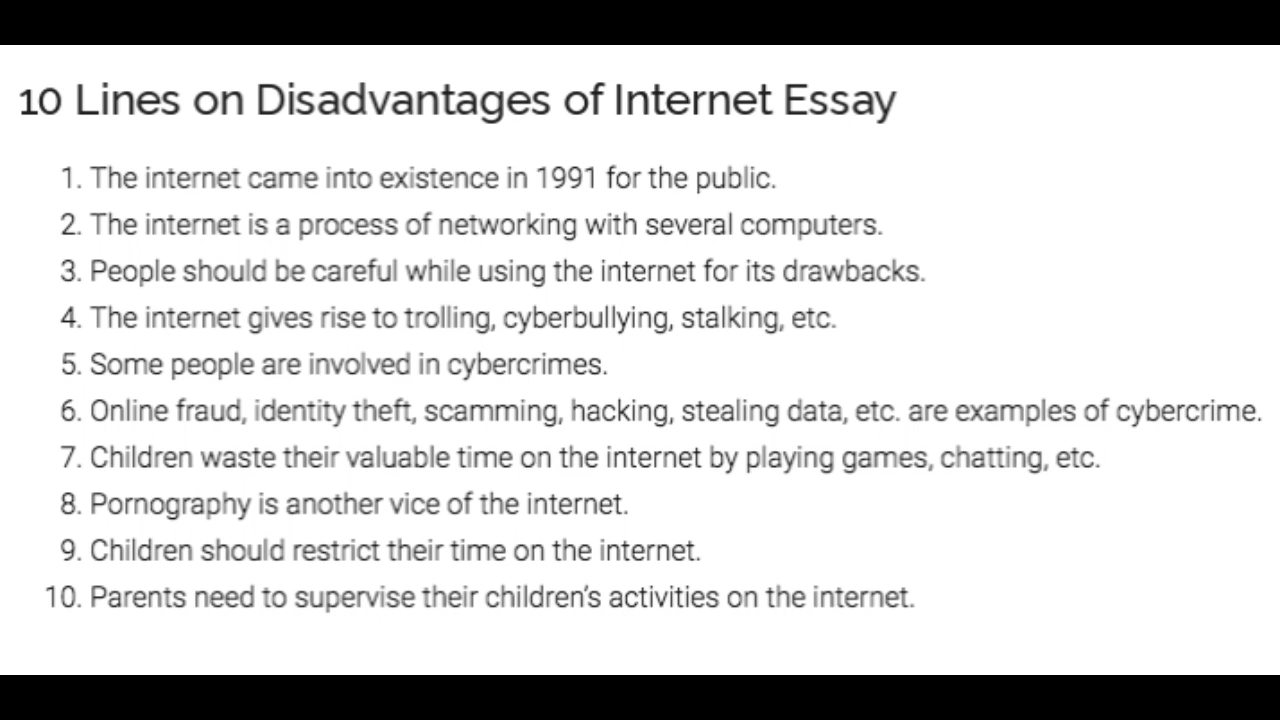 10 Lines on Disadvantages of Internet Essay
1. The internet came into existence in 1991 for the public.
2. The internet is a process of networking with several computers.
3. People should be careful while using the internet for its drawbacks.
4. The internet gives rise to trolling, cyberbullying, stalking, etc.
5. Some people are involved in cybercrimes.
6. Online fraud, identity theft, scamming, hacking, stealing data, etc. are examples of cybercrime.
7. Children waste their valuable time on the internet by playing games, chatting, etc.
8. Pornography is another vice of the internet.
9. Children should restrict their time on the internet.
10. Parents need to supervise their children’s activities on the internet.